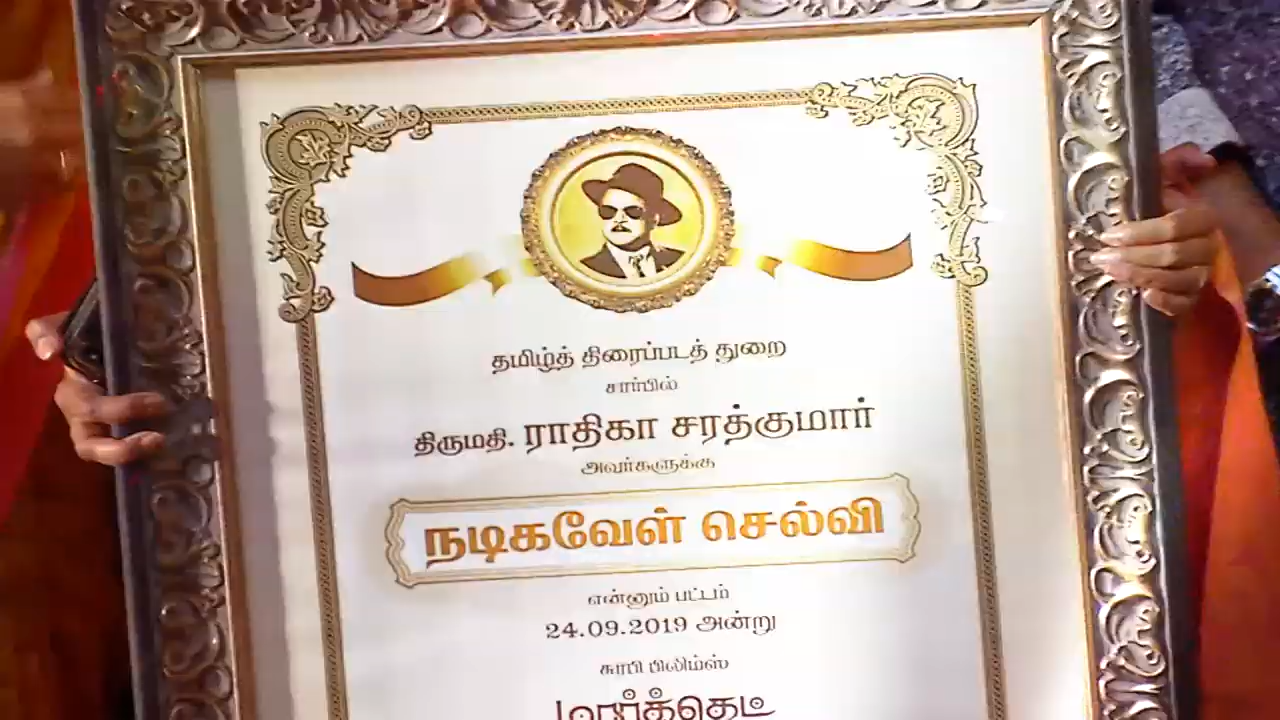 தமிழ்த் திரைப்படத் துறை
சார்பில்
திருமதி. ராதிகா சரத்குமார்
அவர்களுக்கு
நடிகவேள் செல்வி
என்னும் பட்டம்
24.09.2019 அன்று
காபி பிலிம்ஸ்
மார்க்கெட்